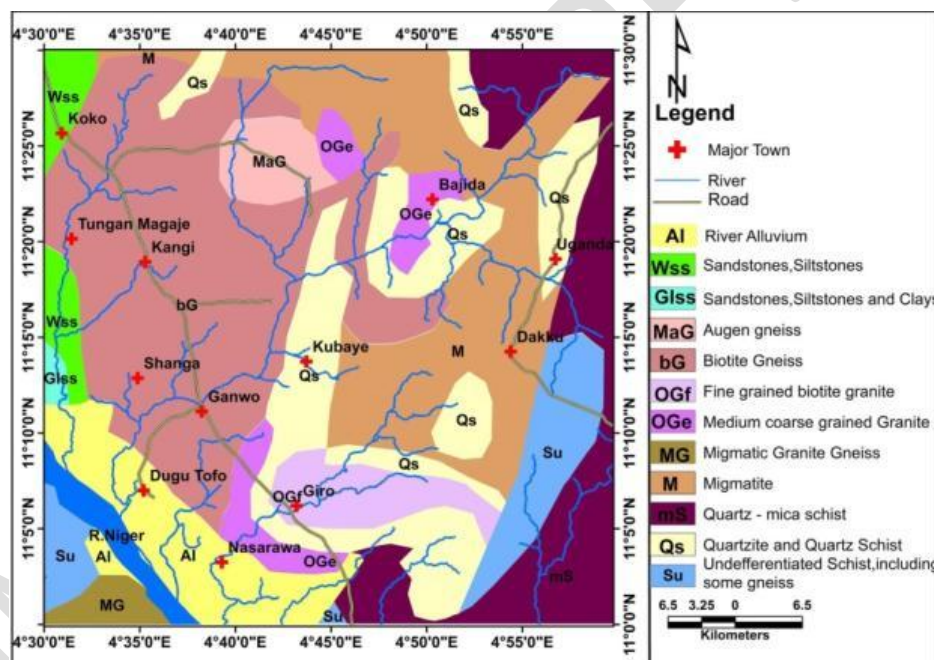 4°30'0"E 4°35'0"E 4°40'0"E 4°45'0"E 4°50'0"E 4°55'0"E
11°30'0"N
11°25'0"N
11°20'0"N
11°15'0"N
11°10'0"N
11°5'0"N
11°0'0"N
M
Qs
Wss
Koko
MaG
OGe
Qs
Bajida
OGe
Qs
Qs
Tungan Magaje
Kangi
Uganda
bG
Wss
Kubaye
Qs
M
Dakku
Shanga
Glss
Ganwo
Qs
Qs
Su
Dugu Tofo
OGf
Giro
R.Niger
Al
Al
Nasarawa
OGe
Su
MG
mS
Su
11°30'0"N
11°25'0"N
11°20'0"N
11°15'0"N
11°10'0"N
11°5'0"N
11°0'0"N
4°30'0"E 4°35'0"E 4°40'0"E 4°45'0"E 4°50'0"E 4°55'0"E
N
Legend
Major Town
River
Road
Al River Alluvium
Wss Sandstones,Siltstones
Glss Sandstones,Siltstones and Clays
MaG Augen gneiss
bG Biotite Gneiss
OGf Fine grained biotite granite
OGe Medium coarse grained Granite
MG Migmatic Granite Gneiss
M Migmatite
mS Quartz - mica schist
Qs Quartzite and Quartz Schist
Su Undefferentiated Schist,including
some gneiss
6.5 3.25 0 6.5
Kilometers